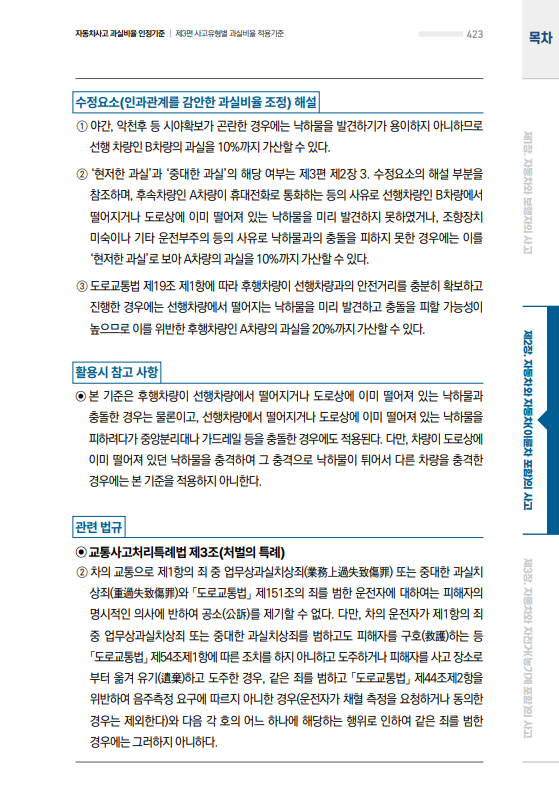 자동차사고 과실비율 인정기준 | 제3편 사고유형별 과실비율 적용기준
423
목차
수정요소(인과관계를 감안한 과실비율 조정) 해설
① 야간, 악천후 등 시야확보가 곤란한 경우에는 낙하물을 발견하기가 용이하지 아니하므로
선행 차량인 B차량의 과실을 10%까지 가산할 수 있다.
② ‘현저한 과실’과 ‘중대한 과실’의 해당 여부는 제3편 제2장 3. 수정요소의 해설 부분을
참조하며, 후속차량인 A차량이 휴대전화로 통화하는 등의 사유로 선행차량인 B차량에서
떨어지거나 도로상에 이미 떨어져 있는 낙하물을 미리 발견하지 못하였거나, 조향장치
미숙이나 기타 운전부주의 등의 사유로 낙하물과의 충돌을 피하지 못한 경우에는 이를
‘현저한 과실’로 보아 A차량의 과실을 10%까지 가산할 수 있다.
③ 도로교통법 제19조 제1항에 따라 후행차량이 선행차량과의 안전거리를 충분히 확보하고
진행한 경우에는 선행차량에서 떨어지는 낙하물을 미리 발견하고 충돌을 피할 가능성이
높으므로 이를 위반한 후행차량인 A차량의 과실을 20%까지 가산할 수 있다.
활용시 참고 사항
◉ 본 기준은 후행차량이 선행차량에서 떨어지거나 도로상에 이미 떨어져 있는 낙하물과
충돌한 경우는 물론이고, 선행차량에서 떨어지거나 도로상에 이미 떨어져 있는 낙하물을
피하려다가 중앙분리대나 가드레일 등을 충돌한 경우에도 적용된다. 다만, 차량이 도로상에
이미 떨어져 있던 낙하물을 충격하여 그 충격으로 낙하물이 튀어서 다른 차량을 충격한
경우에는 본 기준을 적용하지 아니한다.
관련 법규
◉ 교통사고처리특례법 제3조(처벌의 특례)
② 차의 교통으로 제1항의 죄 중 업무상과실치상죄(業務上過失致傷罪) 또는 중대한 과실치
상죄(重過失致傷罪)와 「도로교통법」 제151조의 죄를 범한 운전자에 대하여는 피해자의
명시적인 의사에 반하여 공소(公訴)를 제기할 수 없다. 다만, 차의 운전자가 제1항의 죄
중 업무상과실치상죄 또는 중대한 과실치상죄를 범하고도 피해자를 구호(救護)하는 등
「도로교통법」 제54조제1항에 따른 조치를 하지 아니하고 도주하거나 피해자를 사고 장소로
부터 옮겨 유기(遺棄)하고 도주한 경우, 같은 죄를 범하고 「도로교통법」 제44조제2항을
위반하여 음주측정 요구에 따르지 아니한 경우(운전자가 채혈 측정을 요청하거나 동의한
경우는 제외한다)와 다음 각 호의 어느 하나에 해당하는 행위로 인하여 같은 죄를 범한
경우에는 그러하지 아니하다.
제1장. 자동차와 보행자의 사고
제2장. 자동차와 자동차(이륜차 포함)의 사고
제3장. 자동차와 자전거(농기계 포함)의 사고